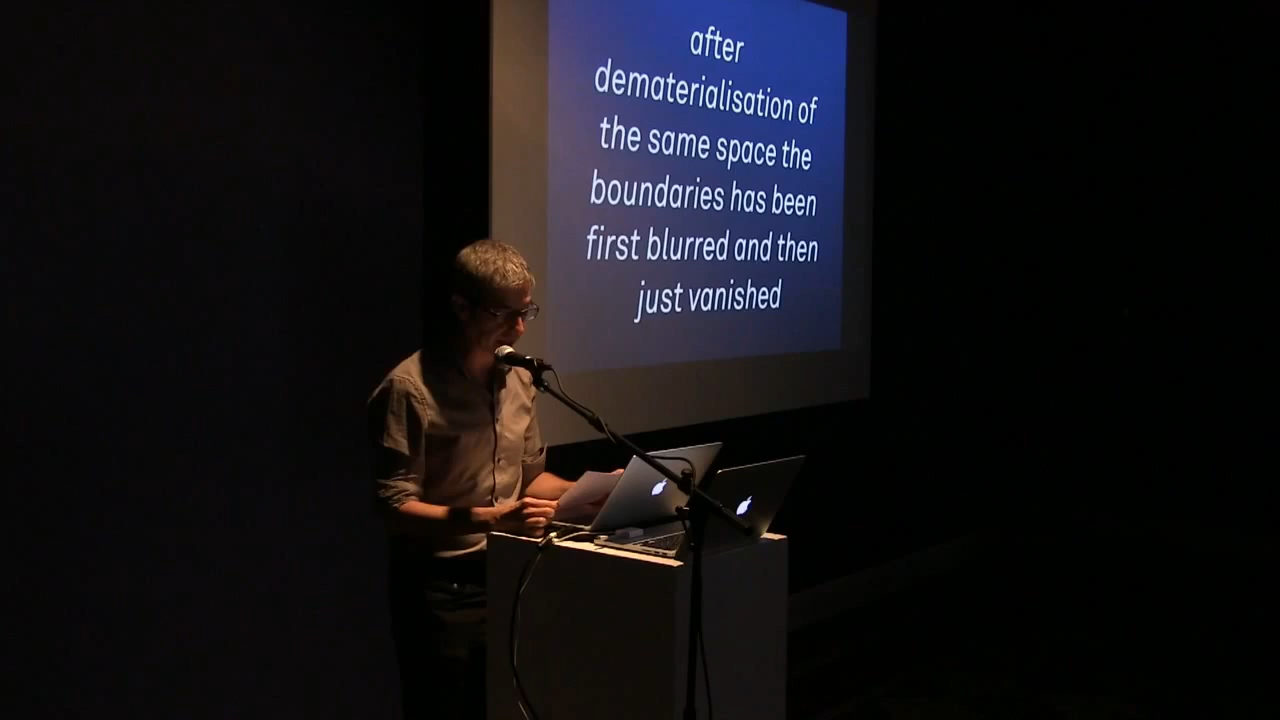 after
dematerialisation of
the same space the
boundaries has been
first blurred and then
just vanished